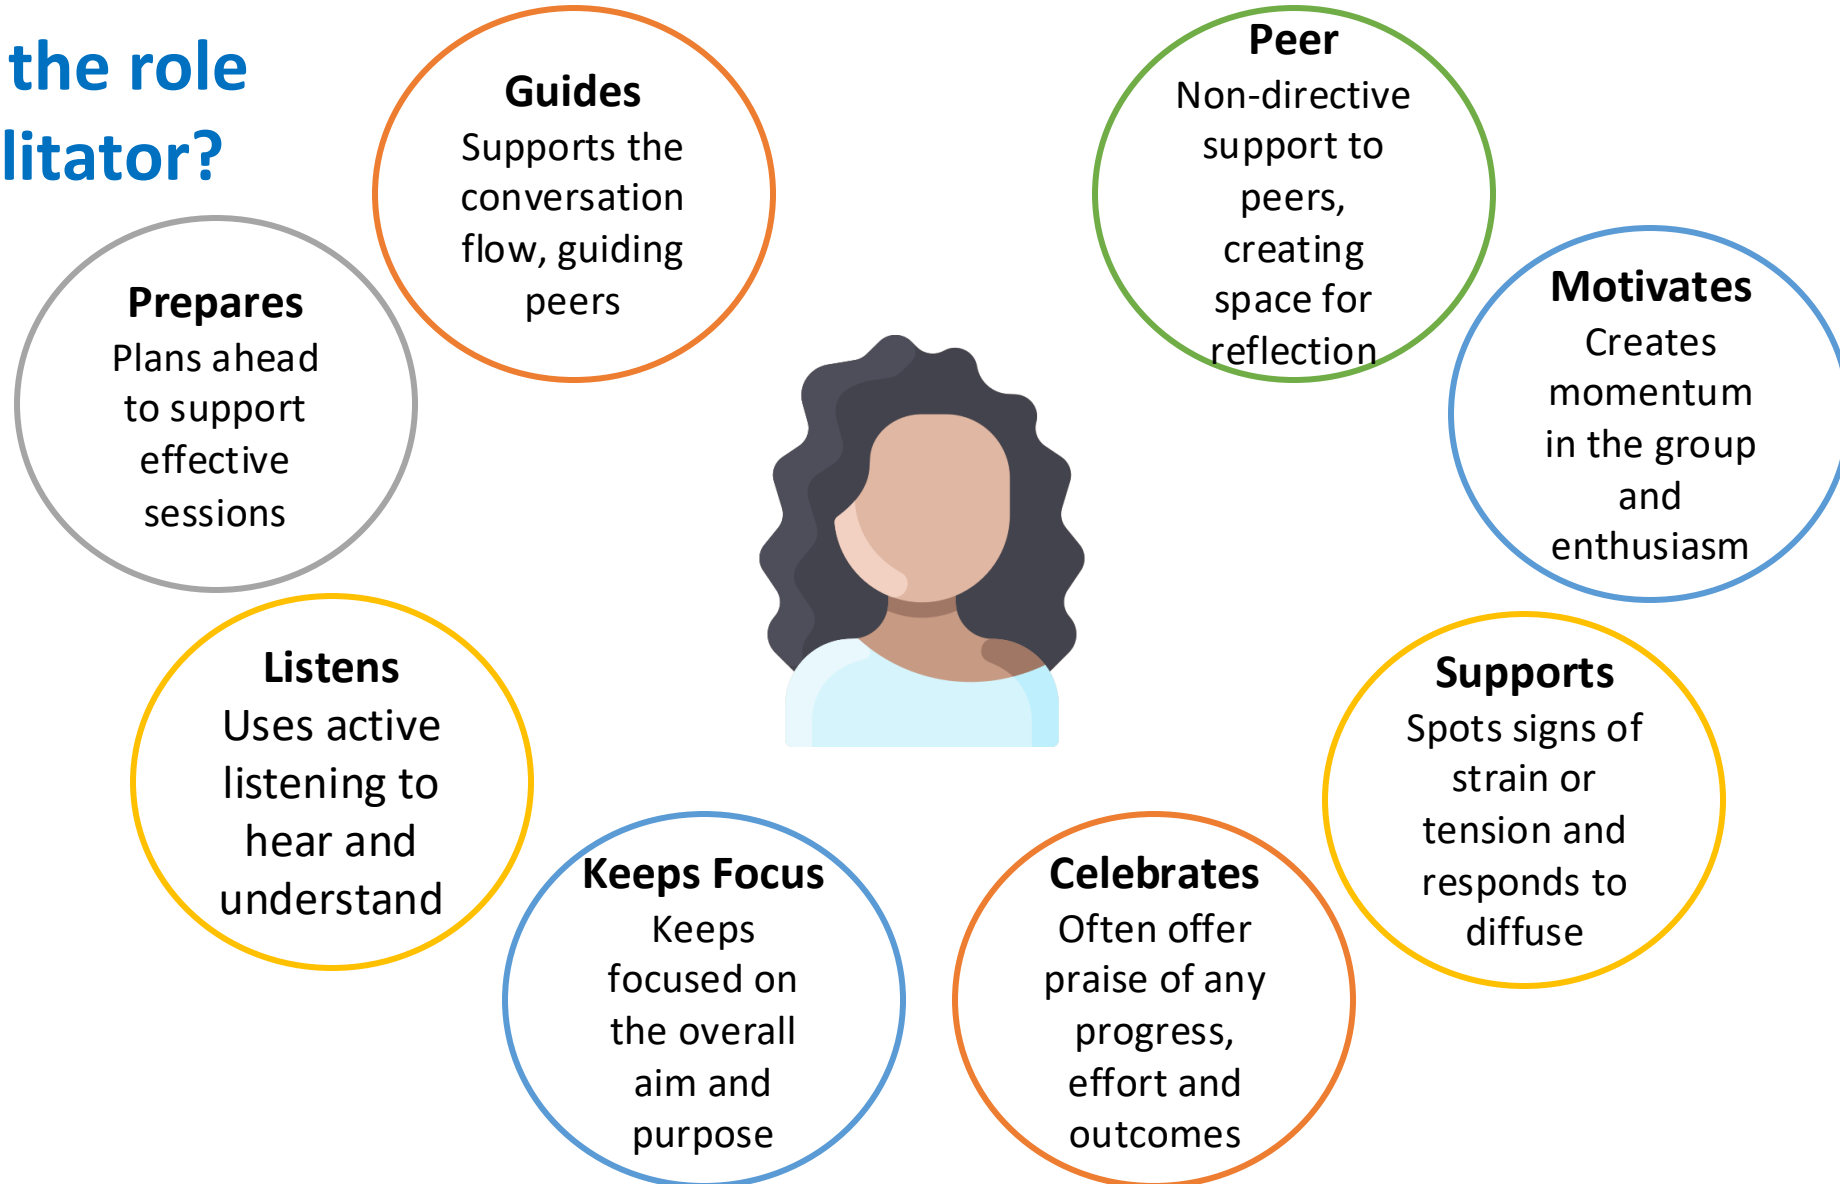 the role
litator?
Guides
Supports the
conversation
flow, guiding
peers
Peer
Non-directive
support to
peers,
creating
space for
reflection
Prepares
Plans ahead
to support
effective
sessions
Motivates
Creates
momentum
in the group
and
enthusiasm
Listens
Uses active
listening to
hear and
understand
Supports
Spots signs of
strain or
tension and
responds to
diffuse
Keeps Focus
Keeps
focused on
the overall
aim and
purpose
Celebrates
Often offer
praise of any
progress,
effort and
outcomes